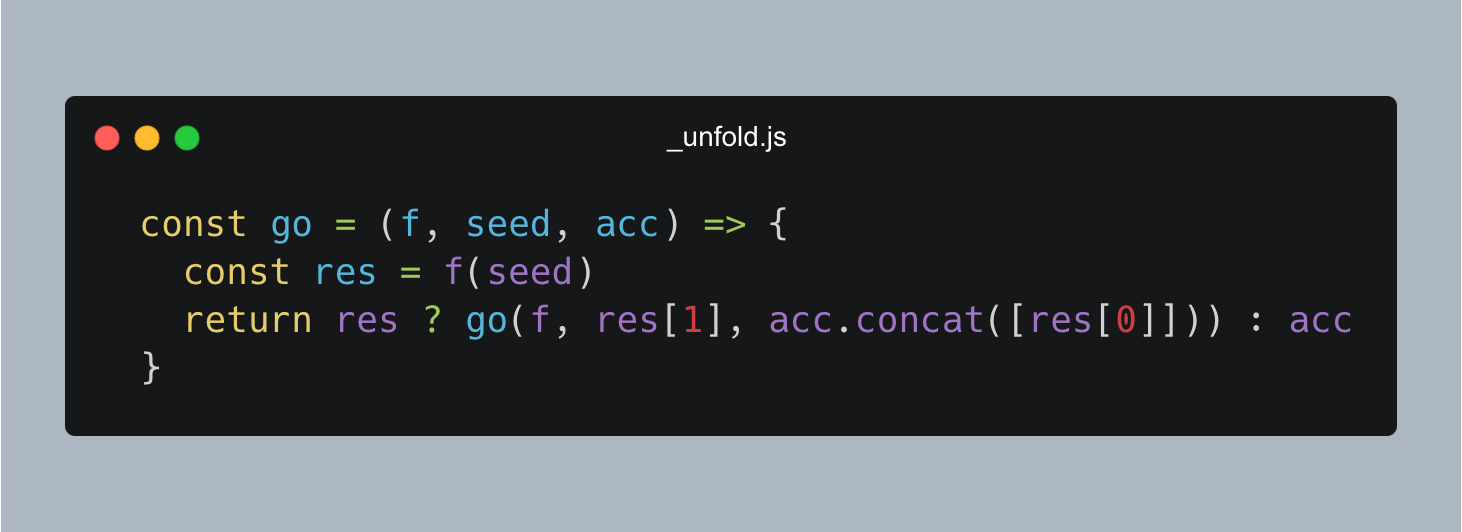 _unfold.js
const go = (f, seed, acc) => {
  const res = f(seed)
  return res ? go(f, res[1], acc.concat([res[0]])) : acc
}